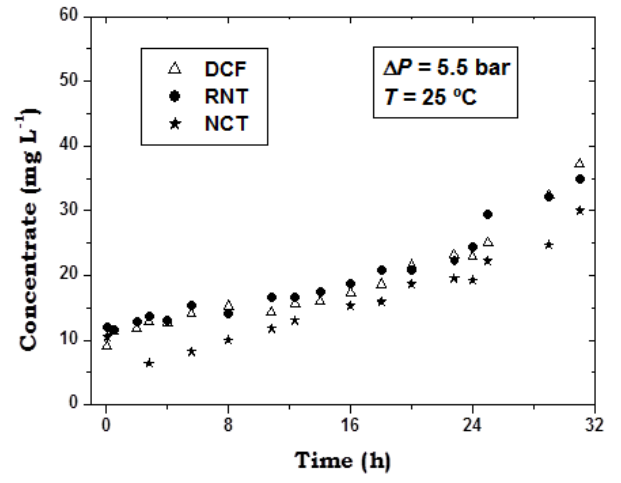 60
50
40
30
20
10
0
Concentrate (mg L⁻¹)
DCF
RNT
NCT
ΔP = 5.5 bar
T = 25 ºC
0 8 16 24 32
Time (h)